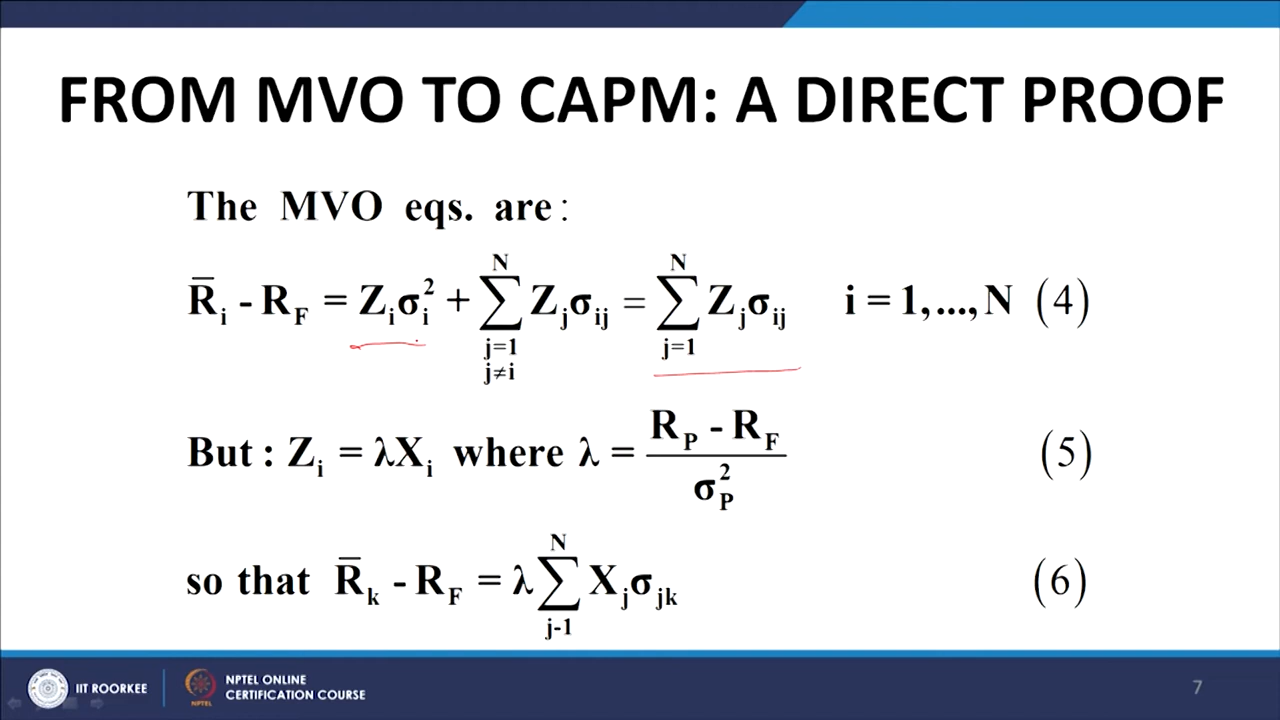 FROM MVO TO CAPM: A DIRECT PROOF
The MVO eqs. are :
R̄ᵢ - R_F = Zᵢσᵢ² + ∑_{j=1, j≠i}^{N} Zⱼσᵢⱼ = ∑_{j=1}^{N} Zⱼσᵢⱼ i = 1,...,N (4)
But : Zᵢ = λXᵢ where λ = (R_P - R_F) / σ_P² (5)
so that R̄ₖ - R_F = λ ∑_{j-1}^{N} Xⱼσⱼₖ (6)
IIT ROORKEE
NPTEL
NPTEL ONLINE
CERTIFICATION COURSE
7